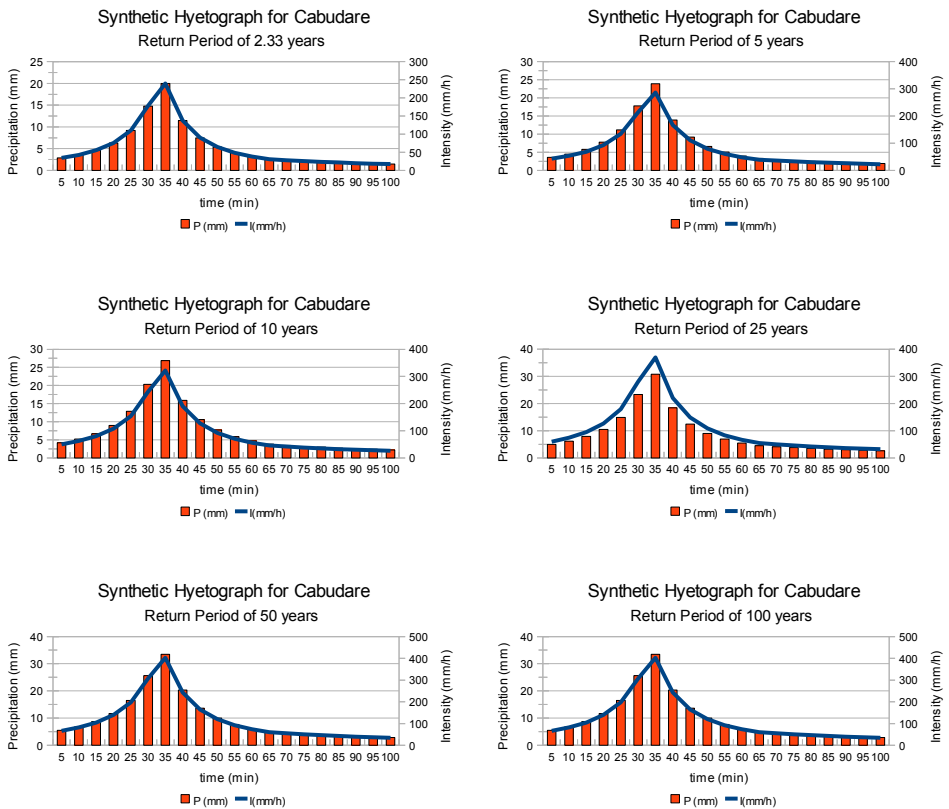 Synthetic Hyetograph for Cabudare
Return Period of 2.33 years
Precipitation (mm)
25
20
15
10
5
0
300
250
200
150
100
50
0
Intensity (mm/h)
5 10 15 20 25 30 35 40 45 50 55 60 65 70 75 80 85 90 95 100
time (min)
P (mm) I(mm/h)
Synthetic Hyetograph for Cabudare
Return Period of 5 years
Precipitation (mm)
30
25
20
15
10
5
0
400
300
200
100
0
Intensity (mm/h)
5 10 15 20 25 30 35 40 45 50 55 60 65 70 75 80 85 90 95 100
time (min)
P (mm) I(mm/h)
Synthetic Hyetograph for Cabudare
Return Period of 10 years
Precipitation (mm)
30
25
20
15
10
5
0
400
300
200
100
0
Intensity (mm/h)
5 10 15 20 25 30 35 40 45 50 55 60 65 70 75 80 85 90 95 100
time (min)
P (mm) I(mm/h)
Synthetic Hyetograph for Cabudare
Return Period of 25 years
Precipitation (mm)
40
30
20
10
0
400
300
200
100
0
Intensity (mm/h)
5 10 15 20 25 30 35 40 45 50 55 60 65 70 75 80 85 90 95 100
time (min)
P (mm) I(mm/h)
Synthetic Hyetograph for Cabudare
Return Period of 50 years
Precipitation (mm)
40
30
20
10
0
500
400
300
200
100
0
Intensity (mm/h)
5 10 15 20 25 30 35 40 45 50 55 60 65 70 75 80 85 90 95 100
time (min)
P (mm) I(mm/h)
Synthetic Hyetograph for Cabudare
Return Period of 100 years
Precipitation (mm)
40
30
20
10
0
500
400
300
200
100
0
Intensity (mm/h)
5 10 15 20 25 30 35 40 45 50 55 60 65 70 75 80 85 90 95 100
time (min)
P (mm) I(mm/h)